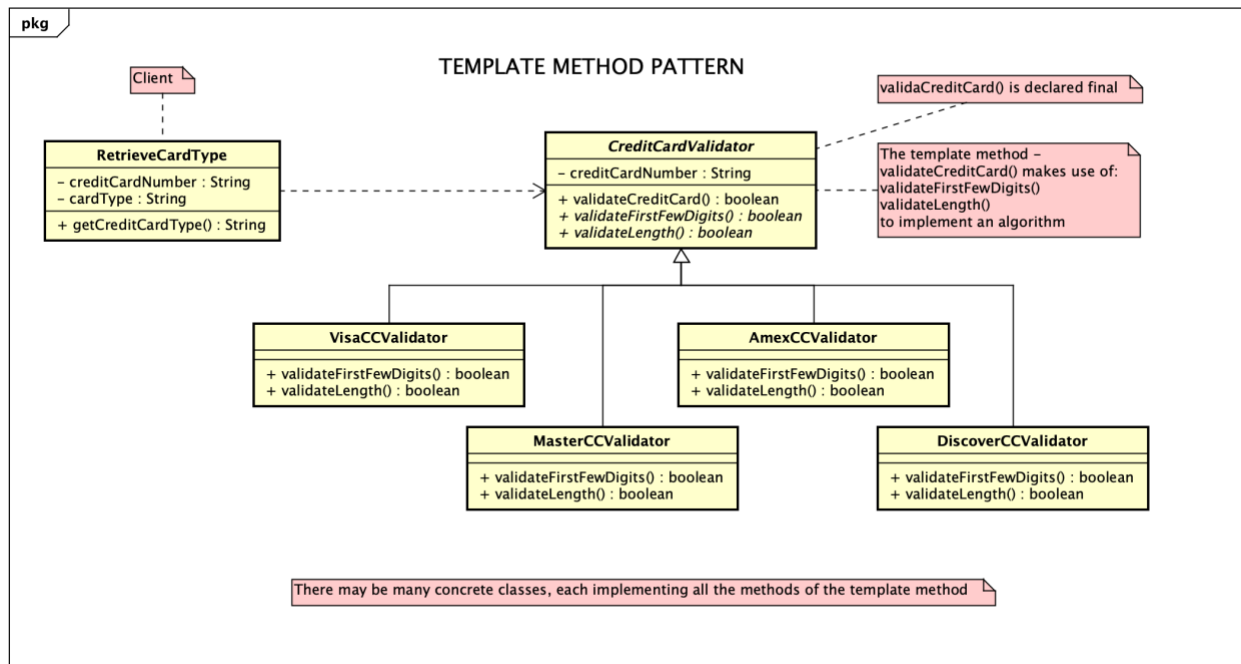 pkg
TEMPLATE METHOD PATTERN
Client
validaCreditCard() is declared final
RetrieveCardType
- creditCardNumber : String
- cardType : String
+ getCreditCardType() : String
CreditCardValidator
- creditCardNumber : String
+ validateCreditCard() : boolean
+ validateFirstFewDigits() : boolean
+ validateLength() : boolean
The template method -
validateCreditCard() makes use of:
validateFirstFewDigits()
validateLength()
to implement an algorithm
VisaCCValidator
+ validateFirstFewDigits() : boolean
+ validateLength() : boolean
AmexCCValidator
+ validateFirstFewDigits() : boolean
+ validateLength() : boolean
MasterCCValidator
+ validateFirstFewDigits() : boolean
+ validateLength() : boolean
DiscoverCCValidator
+ validateFirstFewDigits() : boolean
+ validateLength() : boolean
There may be many concrete classes, each implementing all the methods of the template method